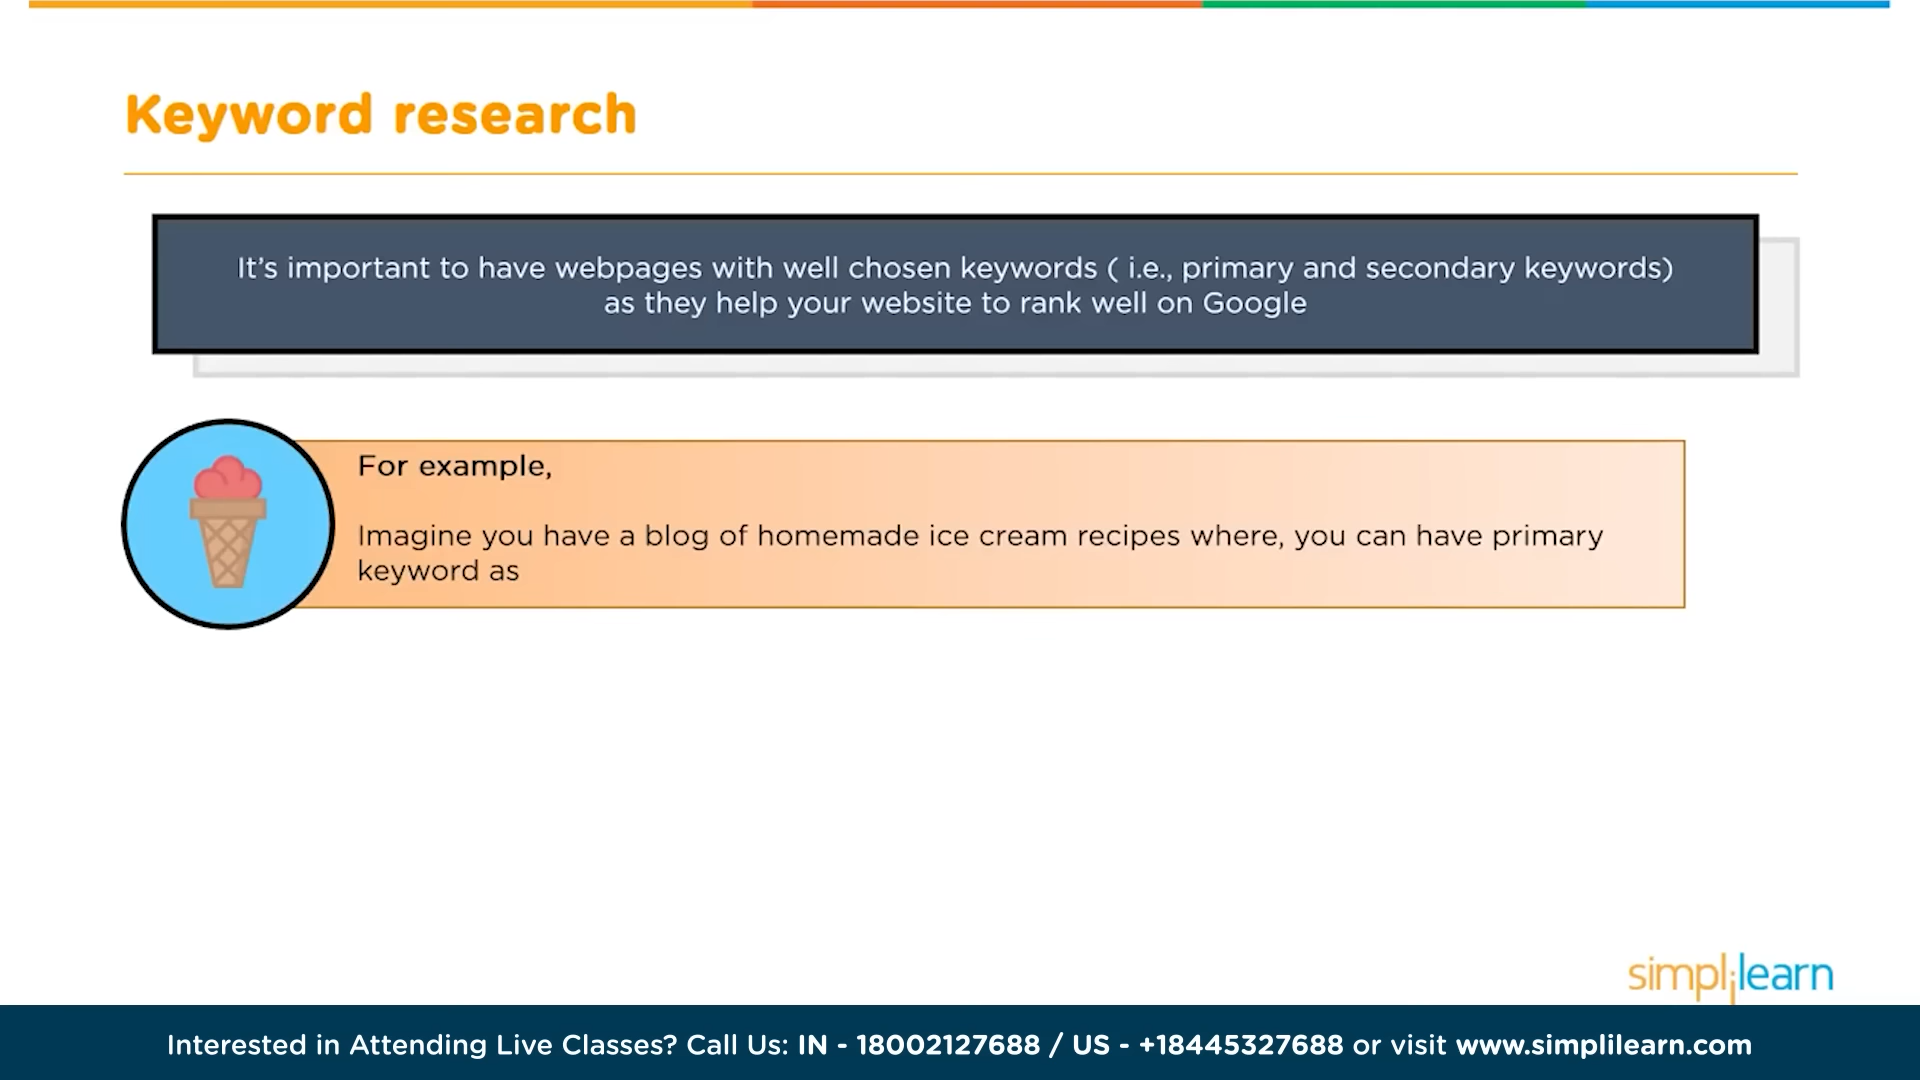 Keyword research
It’s important to have webpages with well chosen keywords ( i.e., primary and secondary keywords)
as they help your website to rank well on Google
For example,
Imagine you have a blog of homemade ice cream recipes where, you can have primary
keyword as
simplilearn
Interested in Attending Live Classes? Call Us: IN - 18002127688 / US - +18445327688 or visit www.simplilearn.com